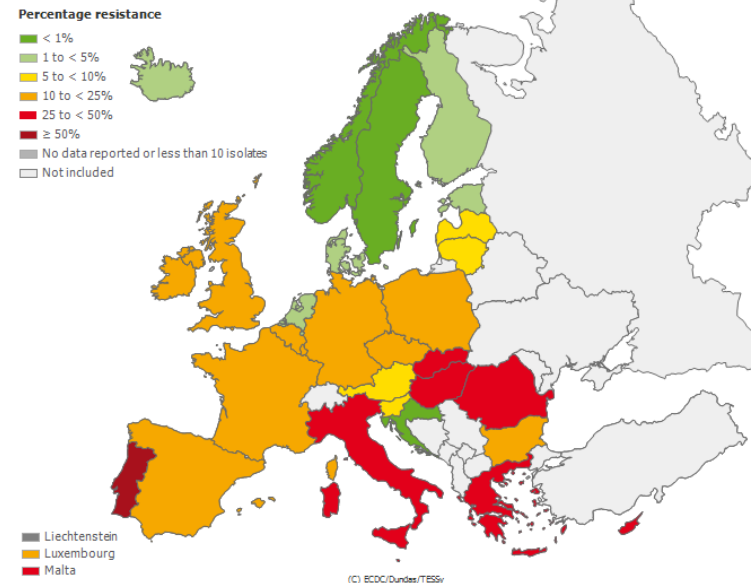 Percentage resistance
< 1%
1 to < 5%
5 to < 10%
10 to < 25%
25 to < 50%
≥ 50%
No data reported or less than 10 isolates
Not included
Liechtenstein
Luxembourg
Malta
(C) ECDC/Dundas/TESSy